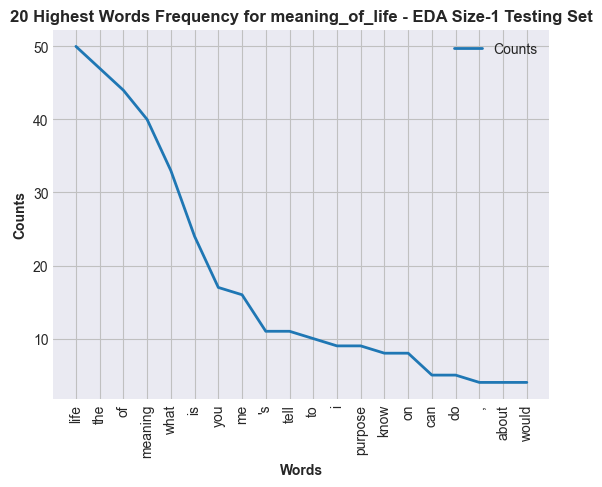 20 Highest Words Frequency for meaning_of_life - EDA Size-1 Testing Set
Counts
50
40
30
20
10
Counts
life
the
of
meaning
what
is
you
me
's
tell
to
i
purpose
know
on
can
do
,
about
would
Words